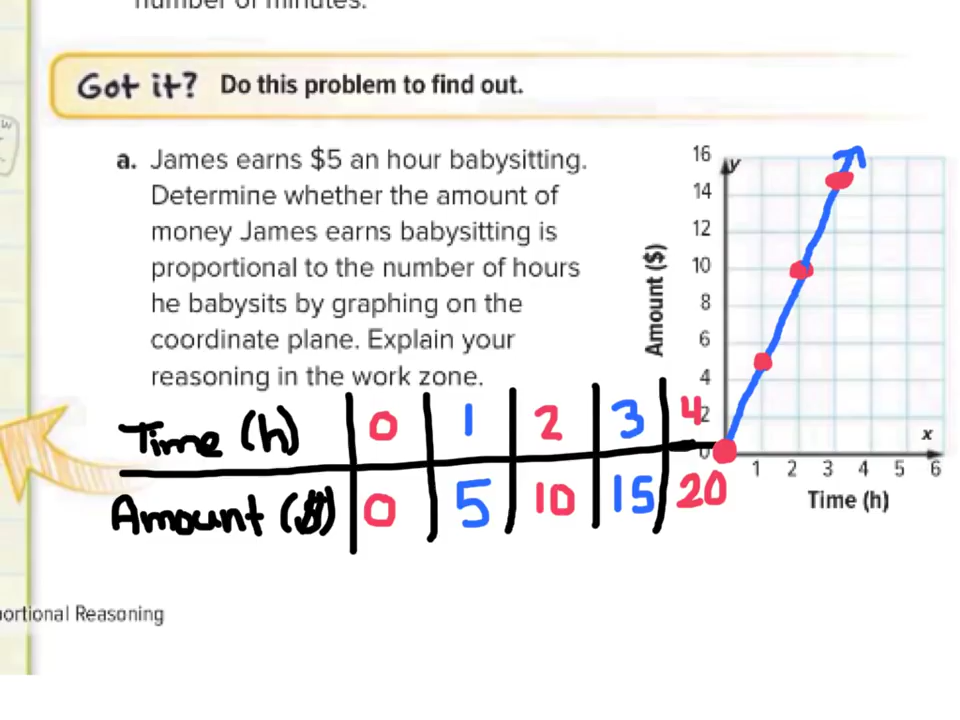 number of minutes.
Got it? Do this problem to find out.
a. James earns $5 an hour babysitting.
Determine whether the amount of
money James earns babysitting is
proportional to the number of hours
he babysits by graphing on the
coordinate plane. Explain your
reasoning in the work zone.
Amount ($)
16
14
12
10
8
6
4
2
0
y
x
1 2 3 4 5 6
Time (h)
Time (h) 0 1 2 3 4
Amount ($) 0 5 10 15 20
ortional Reasoning